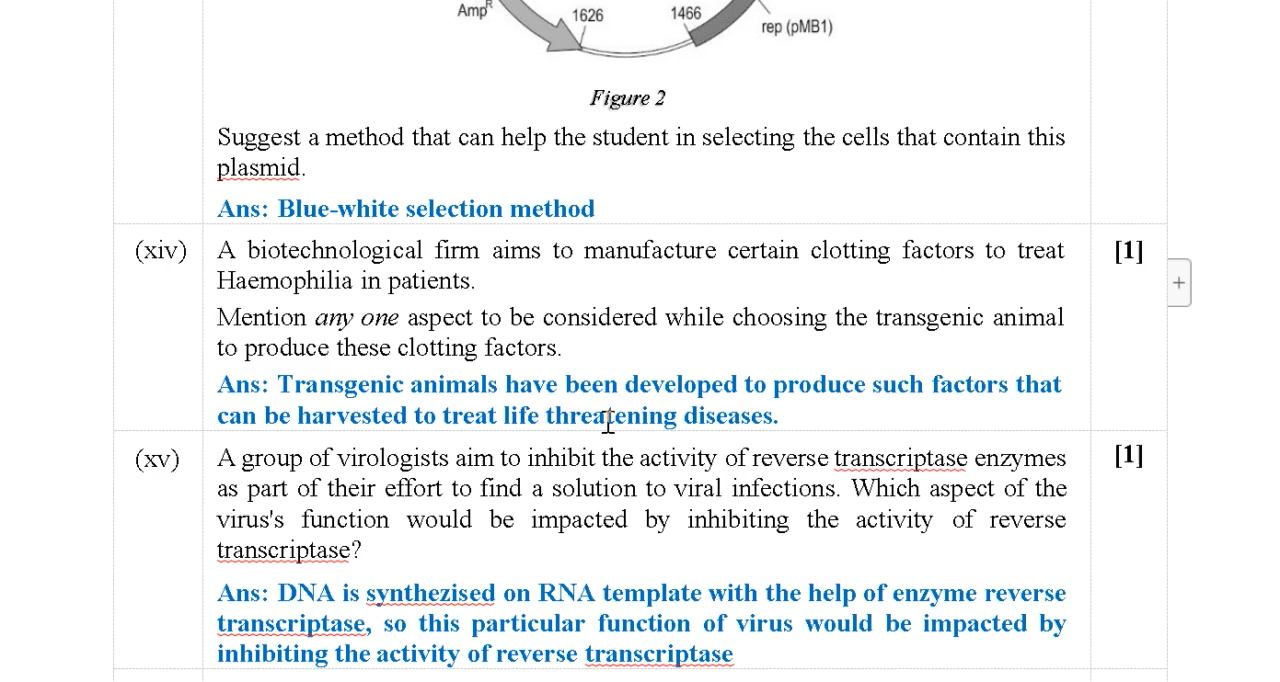 Amp^R
1626
1466
rep (pMB1)
Figure 2
Suggest a method that can help the student in selecting the cells that contain this
plasmid.
Ans: Blue-white selection method
(xiv) A biotechnological firm aims to manufacture certain clotting factors to treat [1]
Haemophilia in patients.
Mention any one aspect to be considered while choosing the transgenic animal
to produce these clotting factors.
Ans: Transgenic animals have been developed to produce such factors that
can be harvested to treat life threatening diseases.
(xv) A group of virologists aim to inhibit the activity of reverse transcriptase enzymes [1]
as part of their effort to find a solution to viral infections. Which aspect of the
virus's function would be impacted by inhibiting the activity of reverse
transcriptase?
Ans: DNA is synthezised on RNA template with the help of enzyme reverse
transcriptase, so this particular function of virus would be impacted by
inhibiting the activity of reverse transcriptase